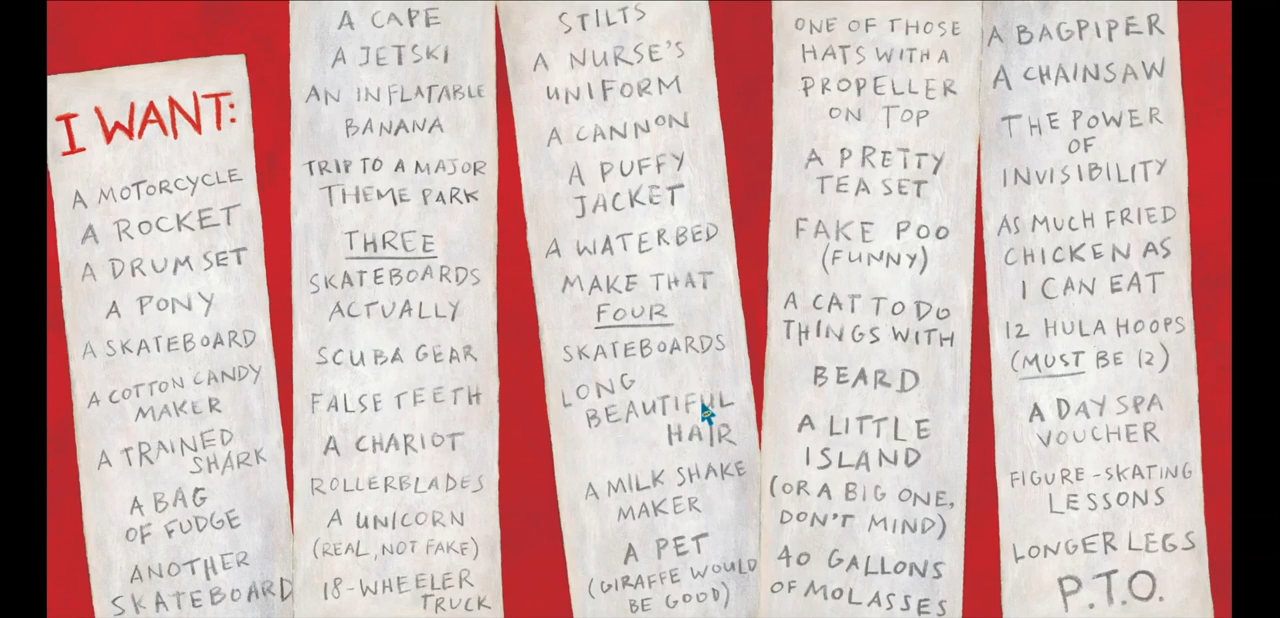 I WANT:
A MOTORCYCLE
A ROCKET
A DRUM SET
A PONY
A SKATEBOARD
A COTTON CANDY
MAKER
A TRAINED
SHARK
A BAG
OF FUDGE
ANOTHER
SKATEBOARD
A CAPE
A JETSKI
AN INFLATABLE
BANANA
TRIP TO A MAJOR
THEME PARK
THREE
SKATEBOARDS
ACTUALLY
SCUBA GEAR
FALSE TEETH
A CHARIOT
ROLLERBLADES
A UNICORN
(REAL, NOT FAKE)
18-WHEELER
TRUCK
STILTS
A NURSE'S
UNIFORM
A CANNON
A PUFFY
JACKET
A WATERBED
MAKE THAT
FOUR
SKATEBOARDS
LONG
BEAUTIFUL
HAIR
A MILK SHAKE
MAKER
A PET
(GIRAFFE WOULD
BE GOOD)
ONE OF THOSE
HATS WITH A
PROPELLER
ON TOP
A PRETTY
TEA SET
FAKE POO
(FUNNY)
A CAT TO DO
THINGS WITH
BEARD
A LITTLE
ISLAND
(OR A BIG ONE,
DON'T MIND)
40 GALLONS
OF MOLASSES
A BAGPIPER
A CHAINSAW
THE POWER
OF
INVISIBILITY
AS MUCH FRIED
CHICKEN AS
I CAN EAT
12 HULA HOOPS
(MUST BE 12)
A DAY SPA
VOUCHER
FIGURE-SKATING
LESSONS
LONGER LEGS
P.T.O.